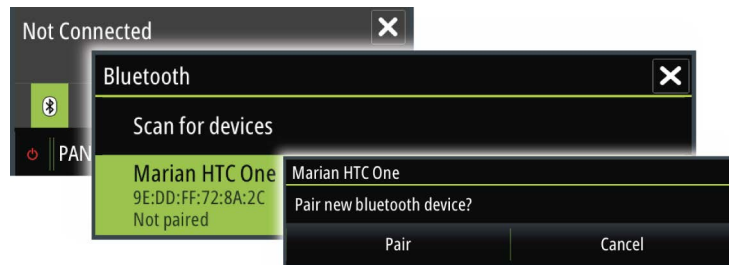 Not Connected
PAN
Bluetooth
Scan for devices
Marian HTC One
9E:DD:FF:72:8A:2C
Not paired
Marian HTC One
Pair new bluetooth device?
Pair
Cancel